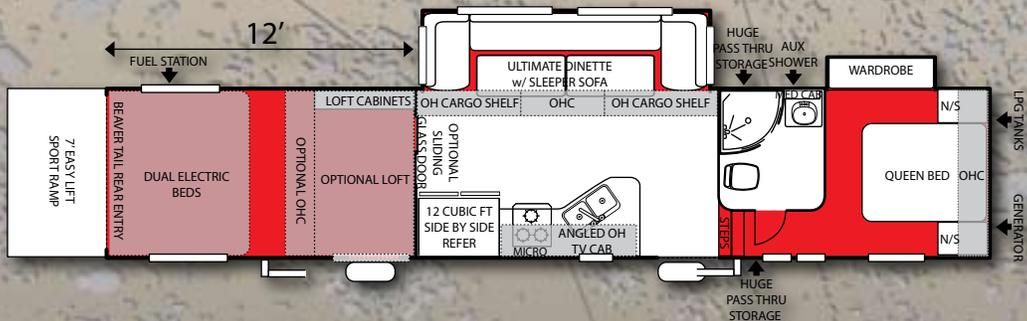 12’
FUEL STATION
7’ EASY LIFT
SPORT RAMP
BEAVER TAIL REAR ENTRY
DUAL ELECTRIC
BEDS
OPTIONAL OHC
LOFT CABINETS
OPTIONAL LOFT
OPTIONAL
SLIDING
GLASS DOOR
ULTIMATE DINETTE
w/ SLEEPER SOFA
OH CARGO SHELF
OHC
OH CARGO SHELF
12 CUBIC FT
SIDE BY SIDE
REFER
MICRO
ANGLED OH
TV CAB
HUGE
PASS THRU
STORAGE
AUX
SHOWER
MED CAB
STEPS
HUGE
PASS THRU
STORAGE
WARDROBE
N/S
QUEEN BED
OHC
N/S
LPG TANKS
GENERATOR